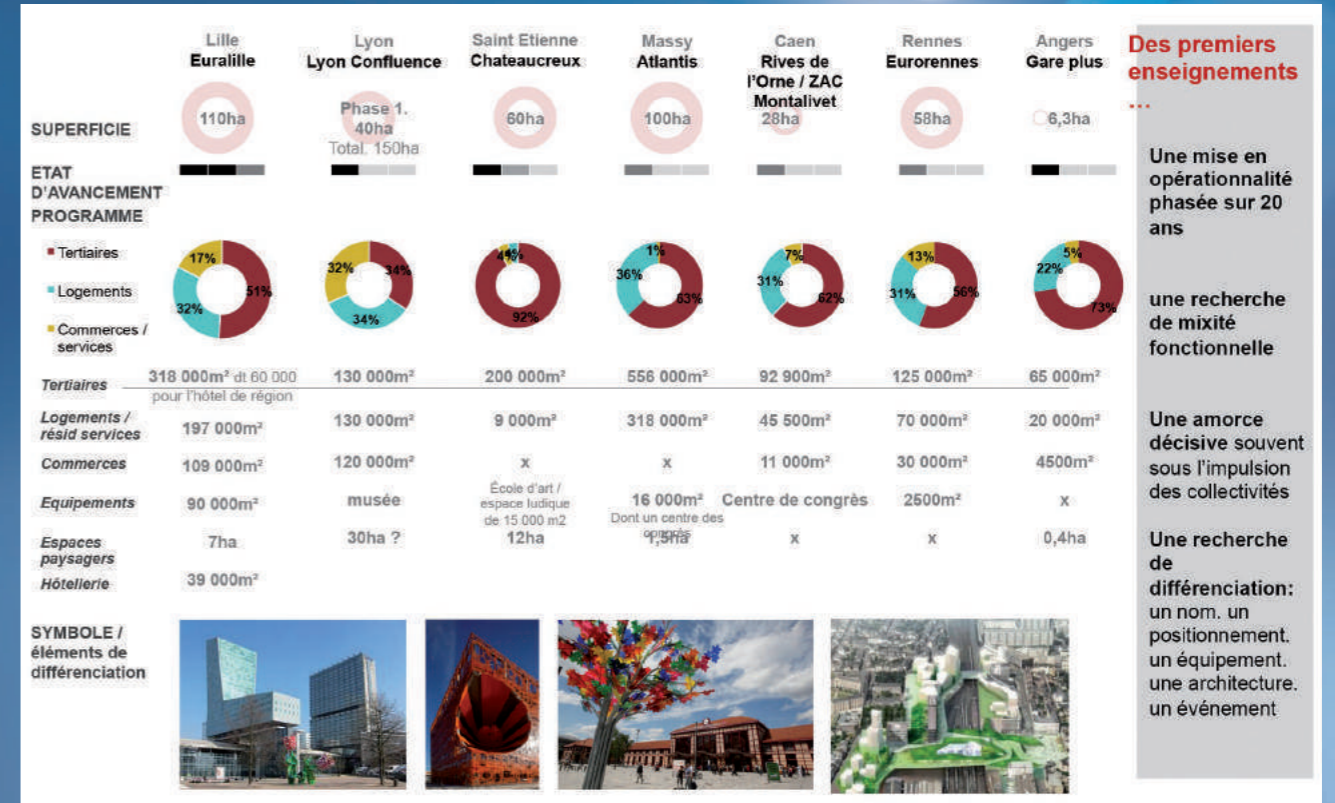 Lille
Euralille
Lyon
Lyon Confluence
Saint Etienne
Chateaucreux
Massy
Atlantis
Caen
Rives de
l'Orne / ZAC
Montalivet
Rennes
Eurorennes
Angers
Gare plus
SUPERFICIE
110ha
Phase 1.
40ha
Total. 150ha
60ha
100ha
28ha
58ha
6,3ha
ETAT
D'AVANCEMENT
PROGRAMME
Tertiaires
Logements
Commerces /
services
17%
51%
32%
32%
34%
34%
4%
92%
1%
36%
63%
7%
31%
62%
13%
31%
56%
5%
22%
73%
Tertiaires
318 000m² dt 60 000
pour l'hôtel de région
130 000m²
200 000m²
556 000m²
92 900m²
125 000m²
65 000m²
Logements /
résid services
197 000m²
130 000m²
9 000m²
318 000m²
45 500m²
70 000m²
20 000m²
Commerces
109 000m²
120 000m²
x
x
11 000m²
30 000m²
4500m²
Equipements
90 000m²
musée
École d'art /
espace ludique
de 15 000 m2
16 000m²
Dont un centre des
congrès
Centre de congrès
2500m²
x
Espaces
paysagers
7ha
30ha ?
12ha
1,5ha
x
x
0,4ha
Hôtellerie
39 000m²
SYMBOLE /
éléments de
différenciation
Des premiers
enseignements
...
Une mise en
opérationnalité
phasée sur 20
ans
une recherche
de mixité
fonctionnelle
Une amorce
décisive souvent
sous l'impulsion
des collectivités
Une recherche
de
différenciation:
un nom. un
positionnement.
un équipement.
une architecture.
un événement